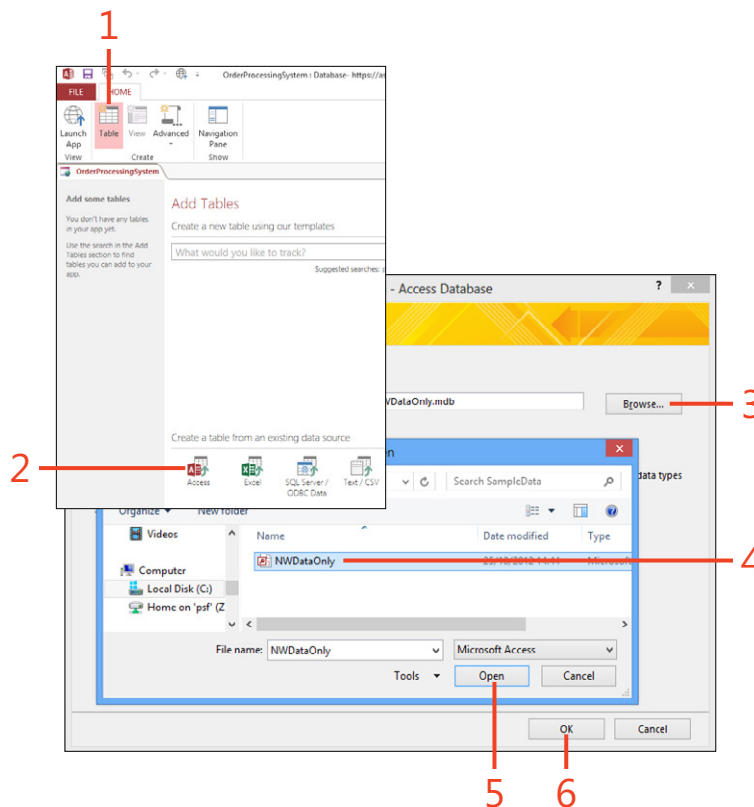 1
OrderProcessingSystem : Database- https://as
FILE HOME
Launch App Table View Advanced Navigation Pane
View Create Show
OrderProcessingSystem
Add some tables
You don't have any tables
in your app yet.
Use the search in the Add
Tables section to find
tables you can add to your
app.
Add Tables
Create a new table using our templates
What would you like to track?
Suggested searches:
Create a table from an existing data source
2
Access Excel SQL Server / ODBC Data Text / CSV
- Access Database ? ×
NWDataOnly.mdb Browse... 3
data types
Search SampleData
Organize New folder
Videos
Computer
Local Disk (C:)
Home on 'psf' (Z
Name Date modified Type
NWDataOnly 4
File name: NWDataOnly Microsoft Access
Tools Open Cancel
OK Cancel
5 6